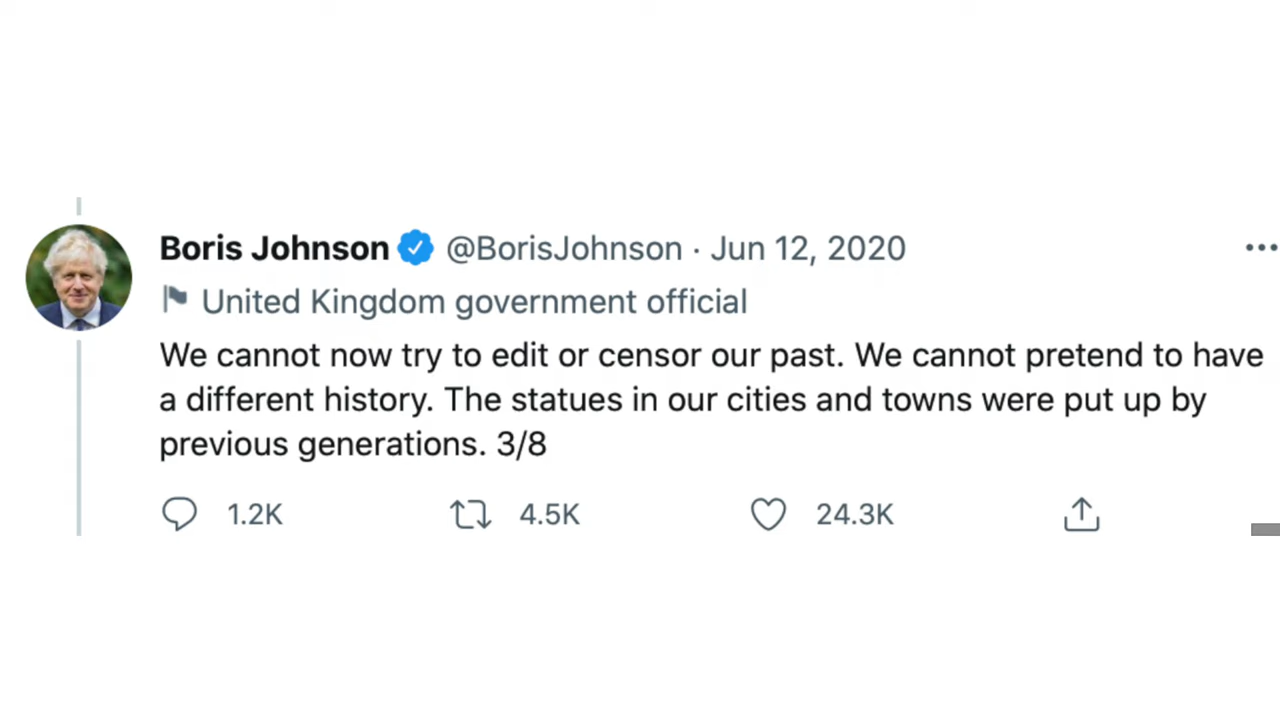 Boris Johnson @BorisJohnson · Jun 12, 2020
United Kingdom government official
We cannot now try to edit or censor our past. We cannot pretend to have
a different history. The statues in our cities and towns were put up by
previous generations. 3/8
1.2K 4.5K 24.3K